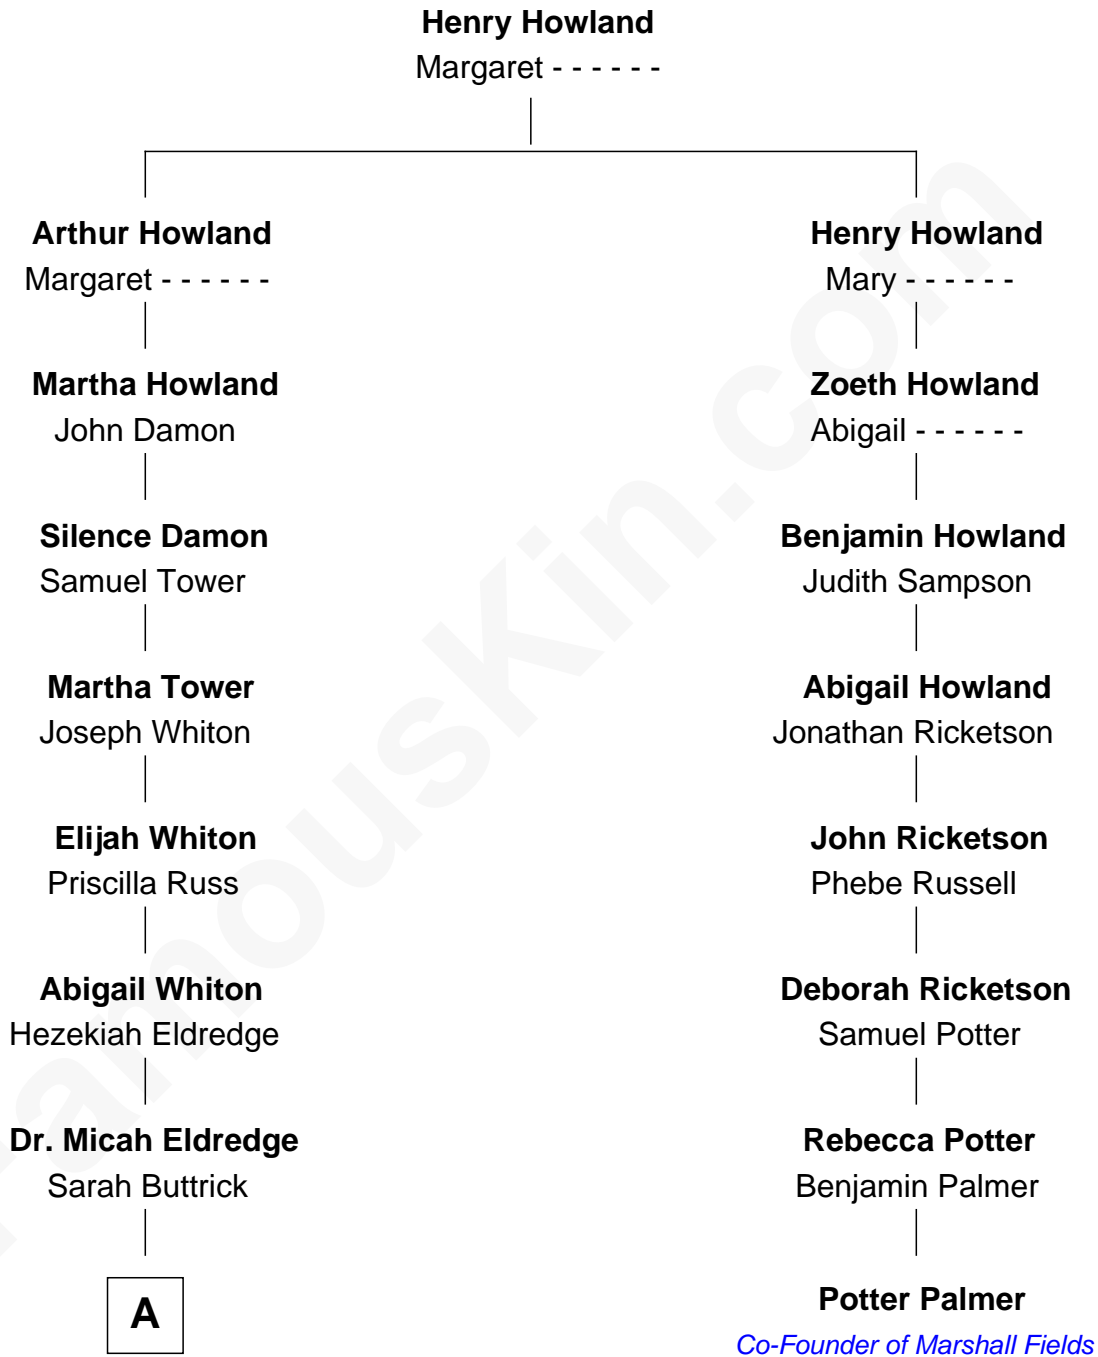 Henry Howland
Margaret - - - - - -
Arthur Howland
Margaret - - - - - -
Martha Howland
John Damon
Silence Damon
Samuel Tower
Martha Tower
Joseph Whiton
Elijah Whiton
Priscilla Russ
Abigail Whiton
Hezekiah Eldredge
Dr. Micah Eldredge
Sarah Buttrick
A
Henry Howland
Mary - - - - - -
Zoeth Howland
Abigail - - - - - -
Benjamin Howland
Judith Sampson
Abigail Howland
Jonathan Ricketson
John Ricketson
Phebe Russell
Deborah Ricketson
Samuel Potter
Rebecca Potter
Benjamin Palmer
Potter Palmer
Co-Founder of Marshall Fields
FamousKin.com